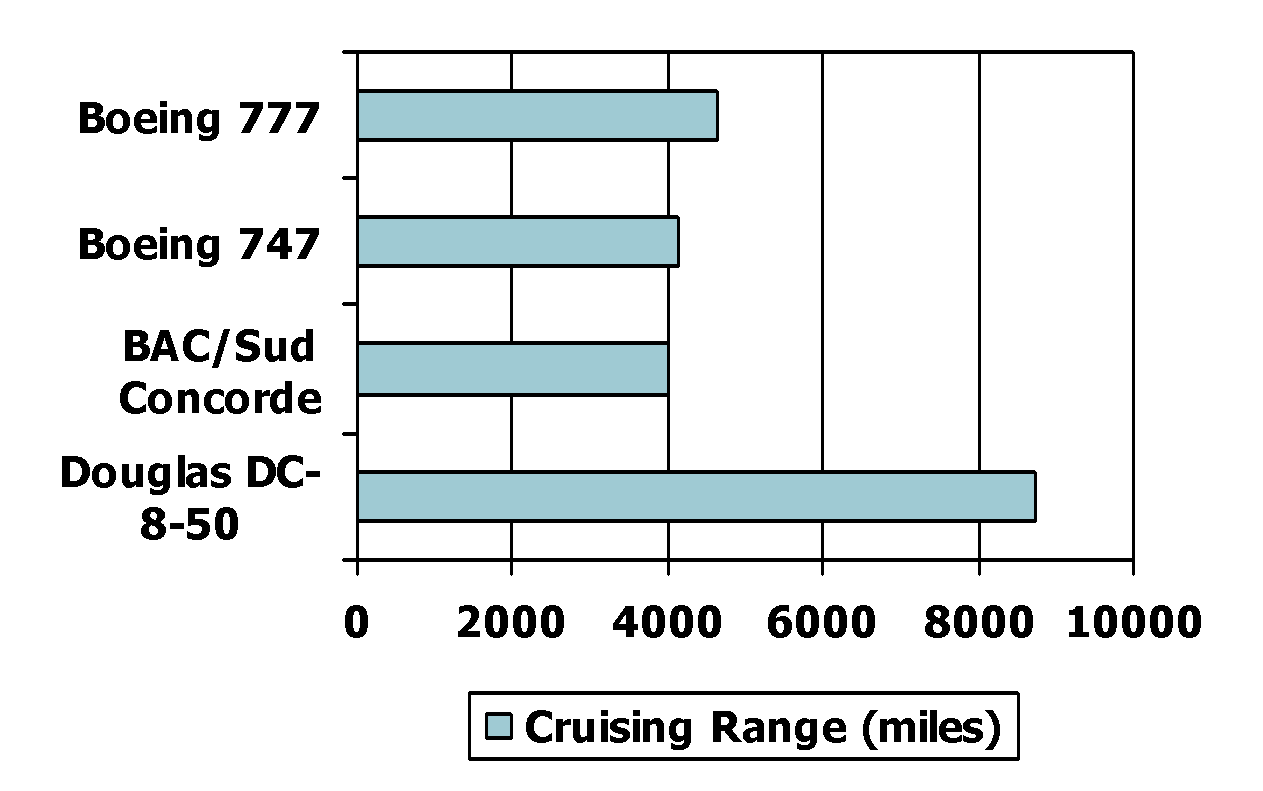 Boeing 777
Boeing 747
BAC/Sud
Concorde
Douglas DC-
8-50
0 2000 4000 6000 8000 10000
Cruising Range (miles)